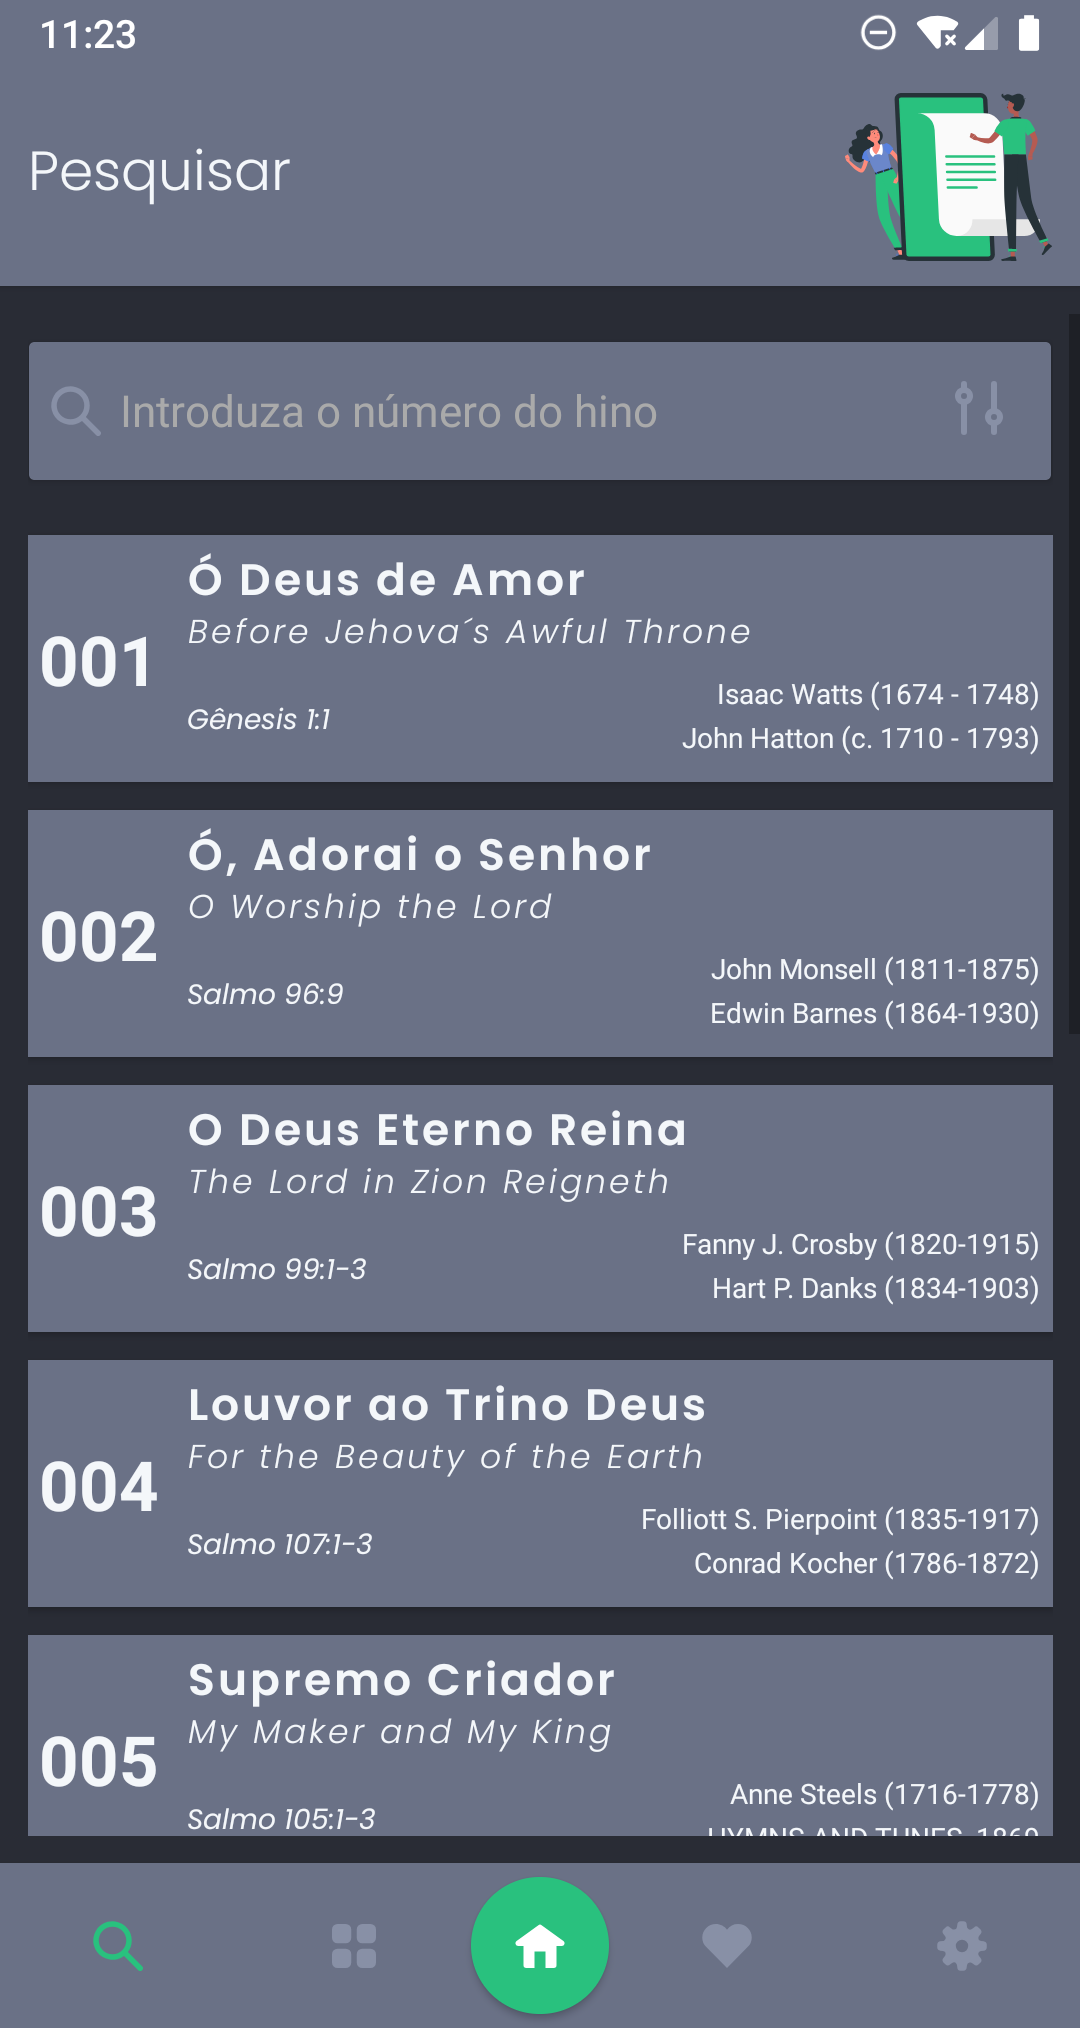 11:23
Pesquisar
Introduza o número do hino
Ó Deus de Amor
Before Jehova´s Awful Throne
001
Isaac Watts (1674 - 1748)
Gênesis 1:1
John Hatton (c. 1710 - 1793)
Ó, Adorai o Senhor
O Worship the Lord
002
John Monsell (1811-1875)
Salmo 96:9
Edwin Barnes (1864-1930)
O Deus Eterno Reina
The Lord in Zion Reigneth
003
Fanny J. Crosby (1820-1915)
Salmo 99:1-3
Hart P. Danks (1834-1903)
Louvor ao Trino Deus
For the Beauty of the Earth
004
Folliott S. Pierpoint (1835-1917)
Salmo 107:1-3
Conrad Kocher (1786-1872)
Supremo Criador
My Maker and My King
005
Anne Steels (1716-1778)
Salmo 105:1-3
HYMNS AND TUNES, 1869